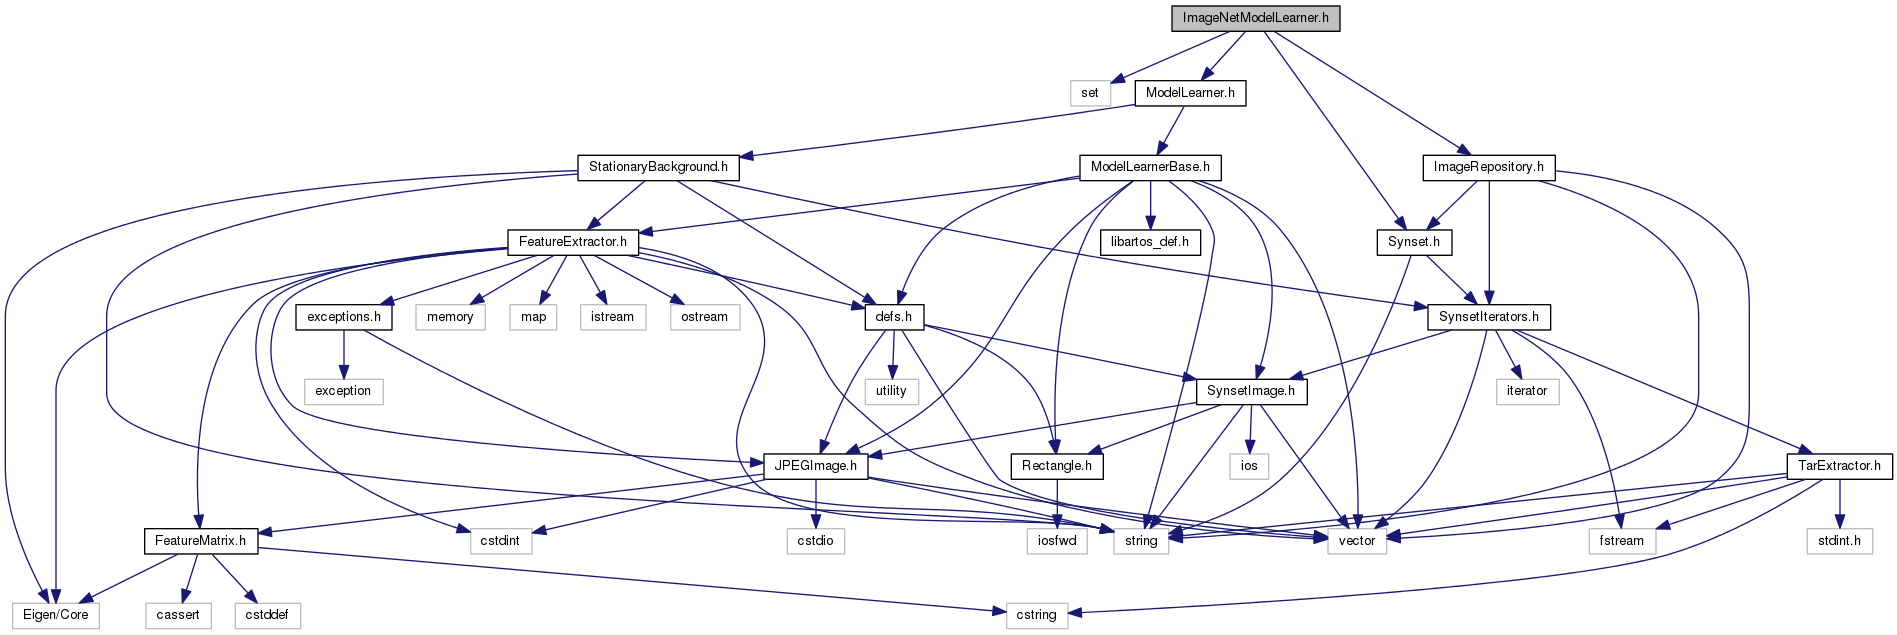 ImageNetModelLearner.h
set
ModelLearner.h
StationaryBackground.h
ModelLearnerBase.h
ImageRepository.h
FeatureExtractor.h
libartos_def.h
Synset.h
exceptions.h
memory
map
istream
ostream
defs.h
SynsetIterators.h
exception
utility
SynsetImage.h
iterator
JPEGImage.h
Rectangle.h
ios
TarExtractor.h
FeatureMatrix.h
cstdint
cstdio
iosfwd
string
vector
fstream
stdint.h
Eigen/Core
cassert
cstddef
cstring